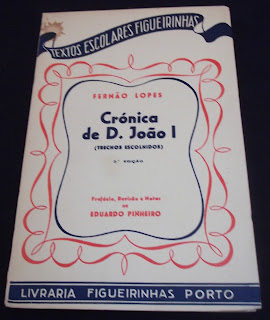 TEXTOS ESCOLARES FIGUEIRINHAS
FERNÃO LOPES
Crónica
de D. João I
(TRECHOS ESCOLHIDOS)
EDIÇÃO
Prefácio, Revisão e Notas
DE
EDUARDO PINHEIRO
LIVRARIA FIGUEIRINHAS PORTO